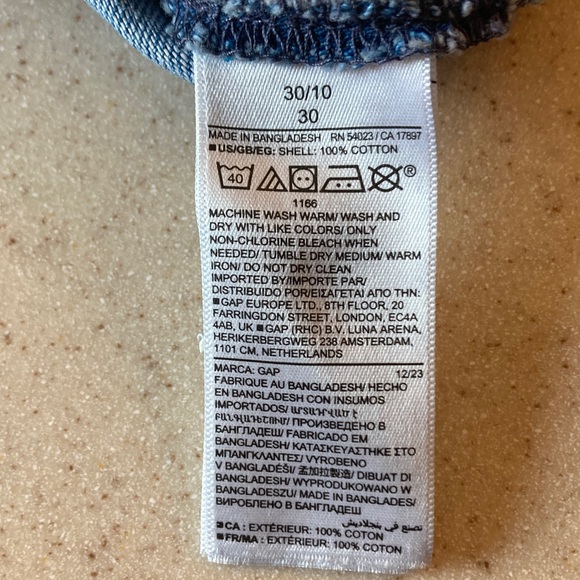 30/10
30
MADE IN BANGLADESH RN 54023 / CA 17897
■US/GB/EG: SHELL: 100% COTTON
40 ®
1166
MACHINE WASH WARM/ WASH AND
DRY WITH LIKE COLORS/ ONLY
NON-CHLORINE BLEACH WHEN
NEEDED/ TUMBLE DRY MEDIUM/ WARM
IRON/ DO NOT DRY CLEAN
IMPORTED BY/IMPORTE PAR/
DISTRIBUIDO POR/ΕΙΣΑΓΕΤΑΙ ΑΠΟ ΤΗΝ:
■GAP EUROPE LTD., 8TH FLOOR, 20
FARRINGDON STREET, LONDON, EC4A
4AB, UK ■GAP (RHC) B.V. LUNA ARENA,
HERIKERBERGWEG 238 AMSTERDAM,
1101 CM, NETHERLANDS
MARCA: GAP 12/23
FABRIQUE AU BANGLADESH/ HECHO
EN BANGLADESH CON INSUMOS
IMPORTADOS/ ԱՐՏԱԴՐՎԱԾ Է
ԲԱՆԳԼԱԴԵՇՈՒՄ/ ПРОИЗВЕДЕНО В
БАНГЛАДЕШ/ FABRICADO EM
BANGLADESH/ ΚΑΤΑΣΚΕΥΑΣΤΗΚΕ ΣΤΟ
ΜΠΑΝΓΚΛΑΝΤΕΣ/ VYROBENO
V BANGLADÉŠI/ 孟加拉製造/ DIBUAT DI
BANGLADESH/ WYPRODUKOWANO W
BANGLADESZU/ MADE IN BANGLADES/
ВИРОБЛЕНО В БАНГЛАДЕШ
تصنع في بنجلاديش
■CA : EXTÉRIEUR: 100% COTON
■FR/MA : EXTÉRIEUR: 100% COTON